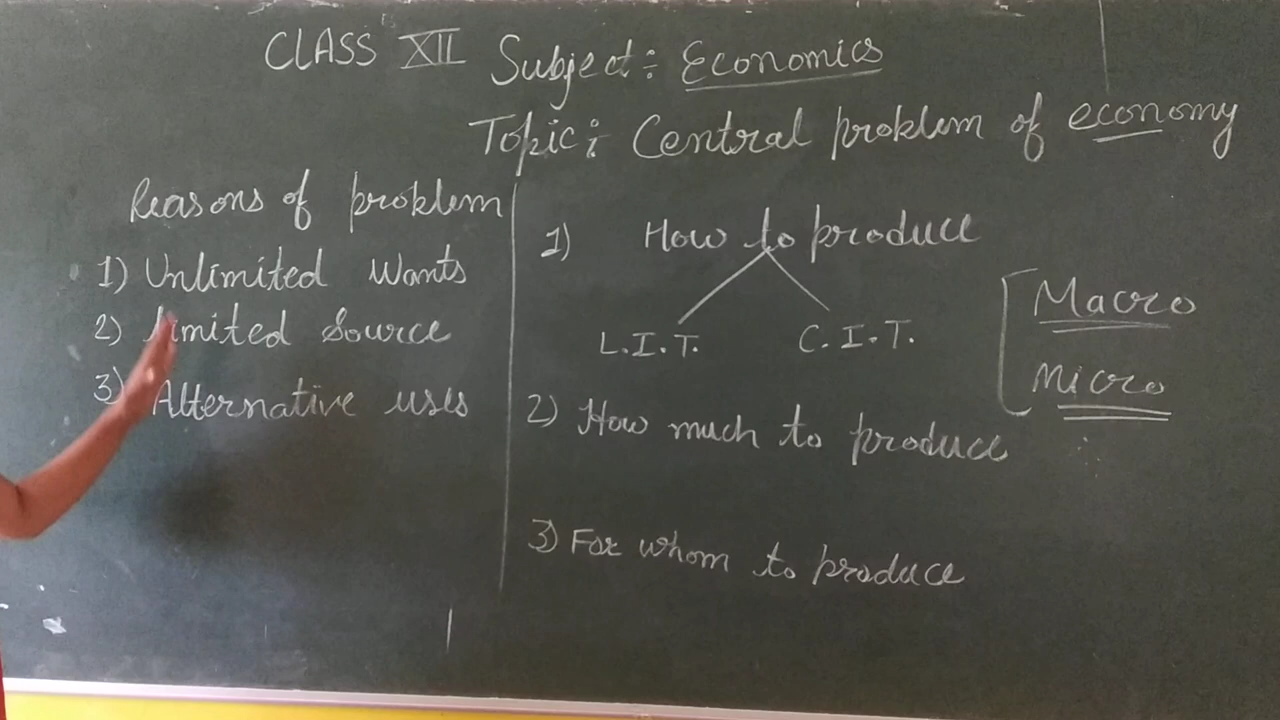 CLASS XII Subject: Economics
Topic: Central problem of economy
Reasons of problem
1) Unlimited Wants
2) Limited Source
3) Alternative uses
1) How to produce
L.I.T. C.I.T.
2) How much to produce
3) For whom to produce
Macro
Micro